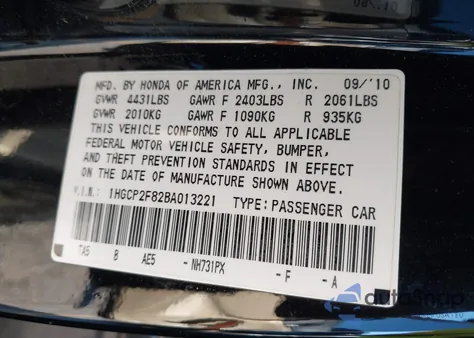 MFD. BY HONDA OF AMERICA MFG., INC. 09/'10
GVWR 4431LBS GAWR F 2403LBS R 2061LBS
GVWR 2010KG GAWR F 1090KG R 935KG
THIS VEHICLE CONFORMS TO ALL APPLICABLE
FEDERAL MOTOR VEHICLE SAFETY, BUMPER,
AND THEFT PREVENTION STANDARDS IN EFFECT
ON THE DATE OF MANUFACTURE SHOWN ABOVE.
V.I.N.: 1HGCP2F82BA013221 TYPE: PASSENGER CAR
TA5 B AE5 -NH731PX -F -A
autoSnap